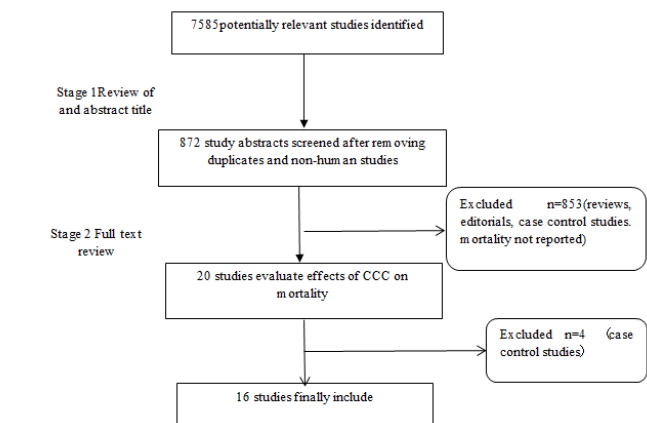 7585potentially relevant studies identified
Stage 1Review of
and abstract title
872 study abstracts screened after removing
duplicates and non-human studies
Excluded n=853(reviews,
editorials, case control studies.
mortality not reported)
Stage 2 Full text
review
20 studies evaluate effects of CCC on
mortality
Excluded n=4 (case
control studies)
16 studies finally include